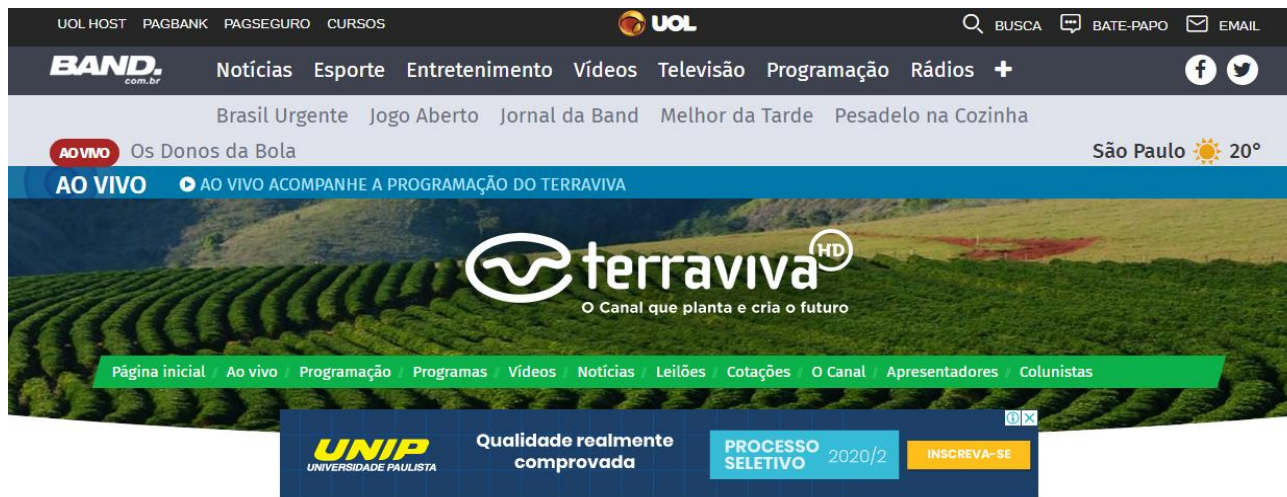 UOL HOST PAGBANK PAGSEGURO CURSOS UOL BUSCA BATE-PAPO EMAIL
BAND.
com.br
Notícias Esporte Entretenimento Vídeos Televisão Programação Rádios +
Brasil Urgente Jogo Aberto Jornal da Band Melhor da Tarde Pesadelo na Cozinha
AO VIVO Os Donos da Bola São Paulo 20°
AO VIVO AO VIVO ACOMPANHE A PROGRAMAÇÃO DO TERRAVIVA
terraviva HD
O Canal que planta e cria o futuro
Página inicial / Ao vivo / Programação / Programas / Vídeos / Notícias / Leilões / Cotações / O Canal / Apresentadores / Colunistas
UNIP
UNIVERSIDADE PAULISTA
Qualidade realmente
comprovada
PROCESSO
SELETIVO 2020/2
INSCREVA-SE